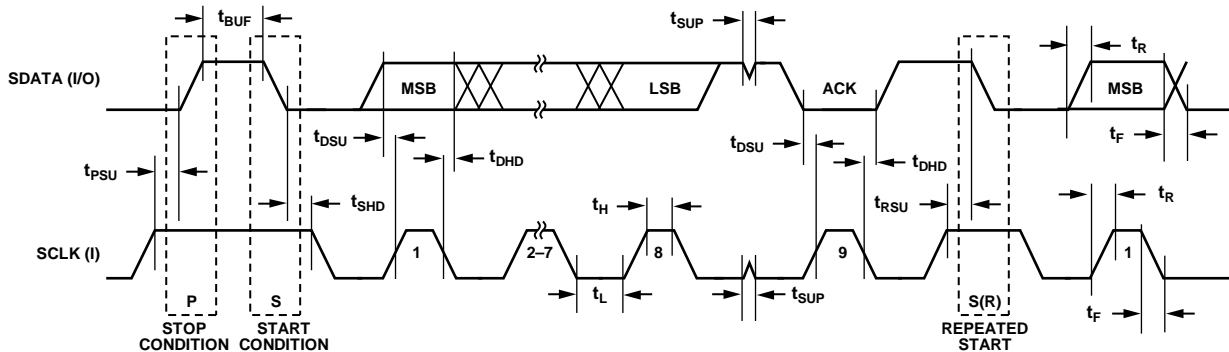 tBUF
tSUP
tR
SDATA (I/O)
MSB
LSB
ACK
MSB
tDSU
tDHD
tDSU
tDHD
tF
tPSU
tSHD
tH
tRSU
tR
SCLK (I)
1
2–7
8
9
1
P
S
tL
tSUP
S(R)
tF
STOP
CONDITION
START
CONDITION
REPEATED
START